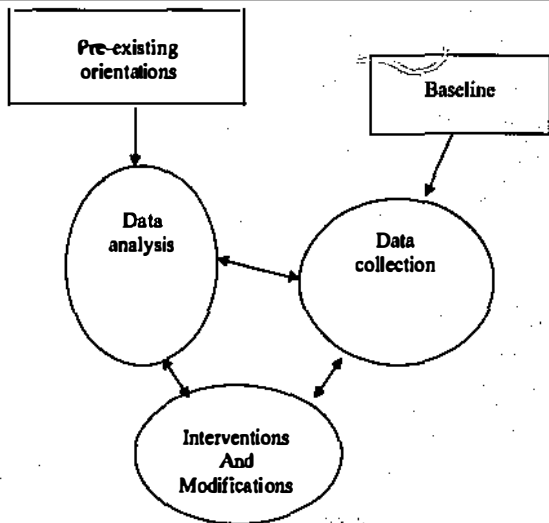 Pre-existing
orientations
Baseline
Data
analysis
Data
collection
Interventions
And
Modifications